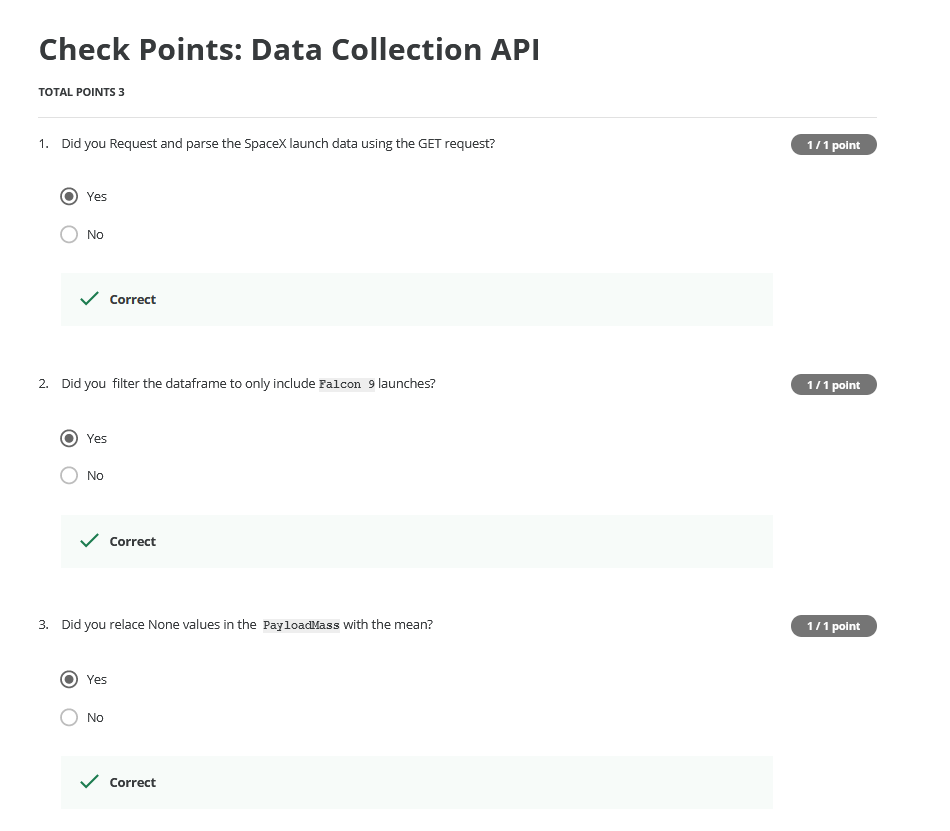 Check Points: Data Collection API
TOTAL POINTS 3
1. Did you Request and parse the SpaceX launch data using the GET request?
1 / 1 point
Yes
No
Correct
2. Did you filter the dataframe to only include Falcon 9 launches?
1 / 1 point
Yes
No
Correct
3. Did you relace None values in the PayloadMass with the mean?
1 / 1 point
Yes
No
Correct